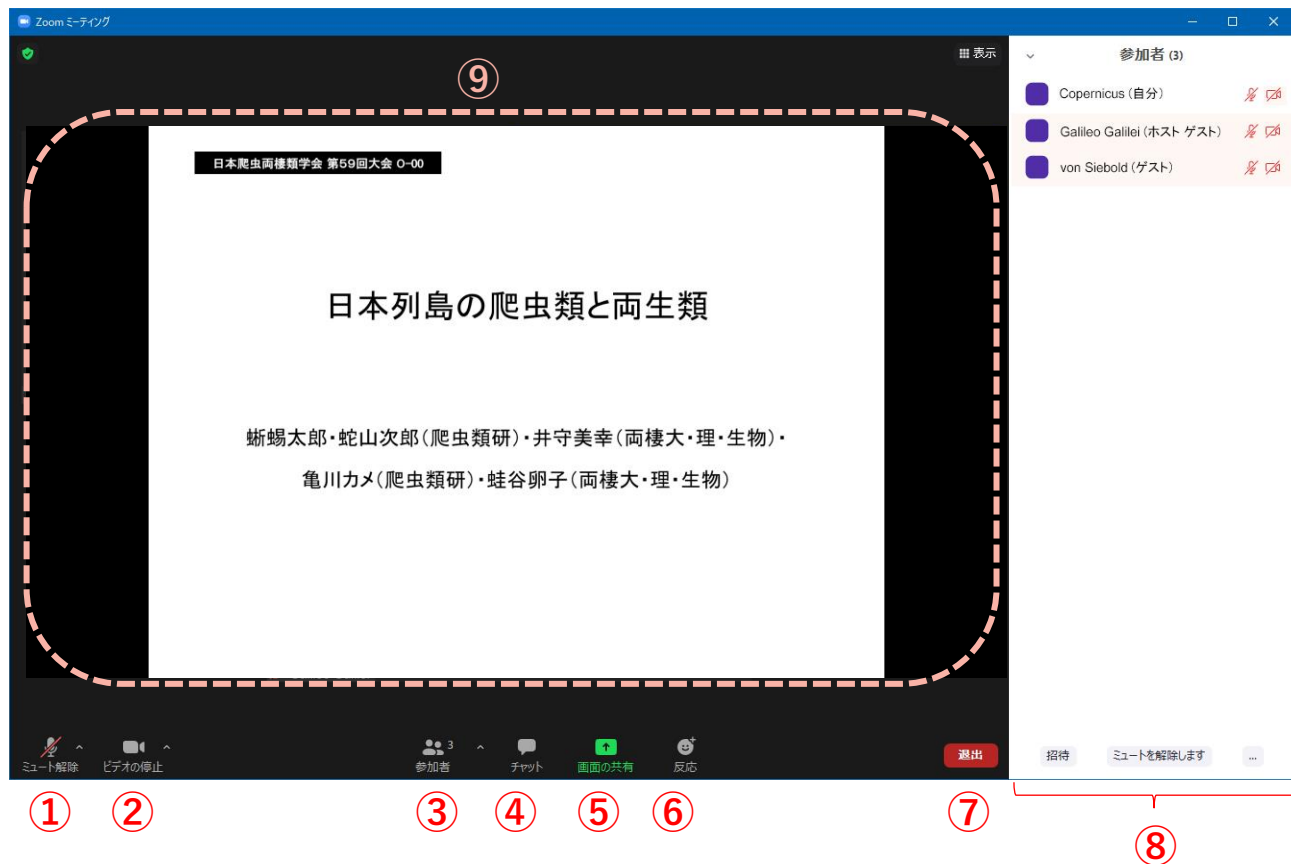 Zoom ミーティング
表示
⑨
日本爬虫両棲類学会 第59回大会 O-00
日本列島の爬虫類と両生類
蜥蜴太郎・蛇山次郎(爬虫類研)・井守美幸(両棲大・理・生物)・
亀川カメ(爬虫類研)・蛙谷卵子(両棲大・理・生物)
参加者 (3)
Copernicus (自分)
Galileo Galilei (ホスト ゲスト)
von Siebold (ゲスト)
ミュート解除
ビデオの停止
3
参加者
チャット
画面の共有
反応
退出
招待
ミュートを解除します
...
①
②
③
④
⑤
⑥
⑦
⑧